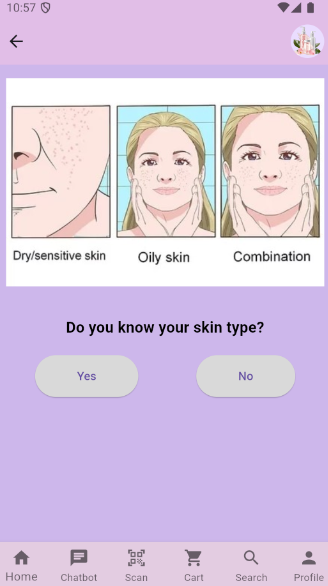 10:57
Dry/sensitive skin
Oily skin
Combination
Do you know your skin type?
Yes
No
Home
Chatbot
Scan
Cart
Search
Profile